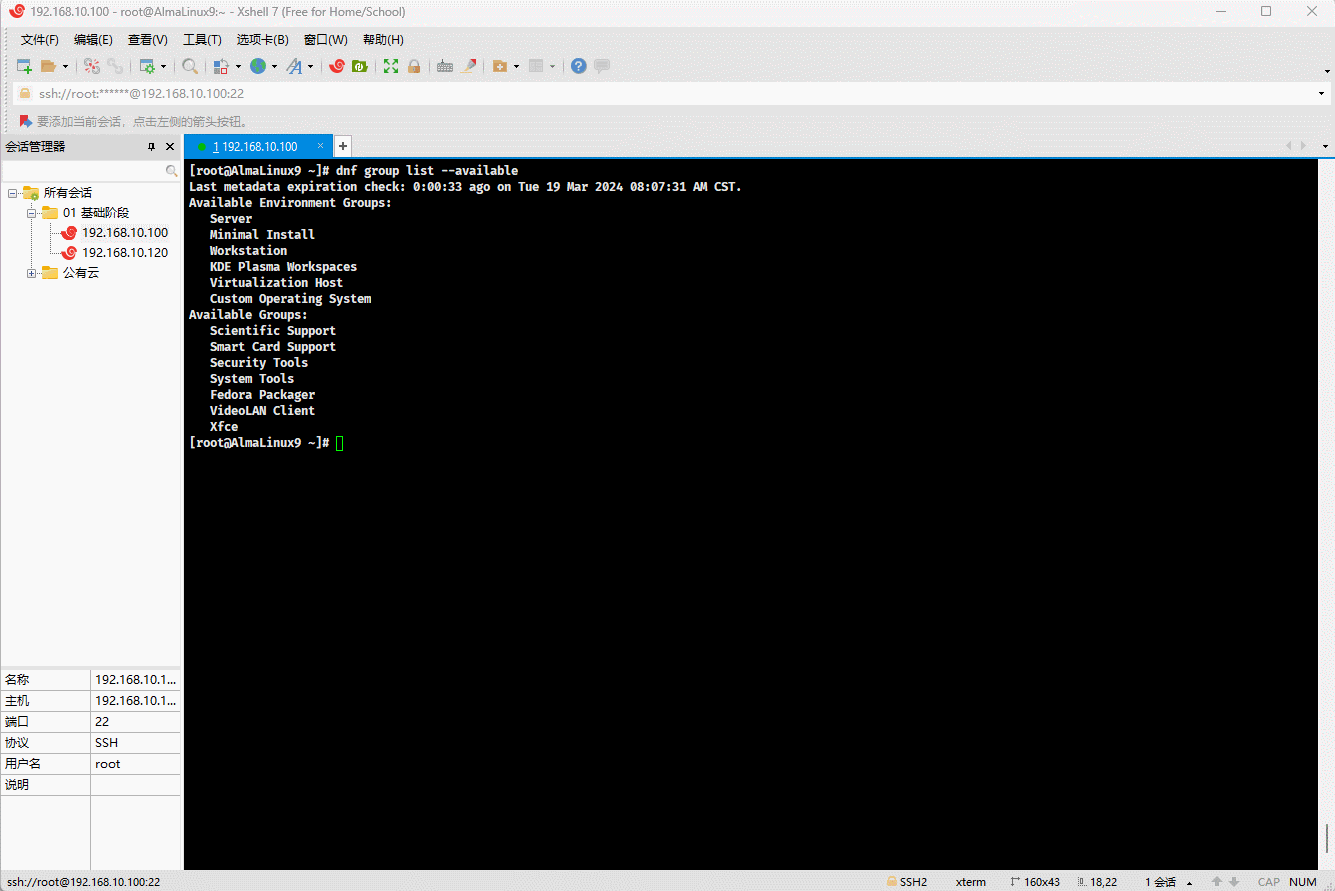 192.168.10.100 - root@AlmaLinux9:~ - Xshell 7 (Free for Home/School)
文件(F) 编辑(E) 查看(V) 工具(T) 选项卡(B) 窗口(W) 帮助(H)
ssh://root:******@192.168.10.100:22
要添加当前会话，点击左侧的箭头按钮。
会话管理器
1 192.168.10.100
所有会话
01 基础阶段
192.168.10.100
192.168.10.120
公有云
[root@AlmaLinux9 ~]# dnf group list --available
Last metadata expiration check: 0:00:33 ago on Tue 19 Mar 2024 08:07:31 AM CST.
Available Environment Groups:
Server
Minimal Install
Workstation
KDE Plasma Workspaces
Virtualization Host
Custom Operating System
Available Groups:
Scientific Support
Smart Card Support
Security Tools
System Tools
Fedora Packager
VideoLAN Client
Xfce
[root@AlmaLinux9 ~]#
名称 192.168.10.1...
主机 192.168.10.1...
端口 22
协议 SSH
用户名 root
说明
ssh://root@192.168.10.100:22 SSH2 xterm 160x43 18,22 1 会话 CAP NUM